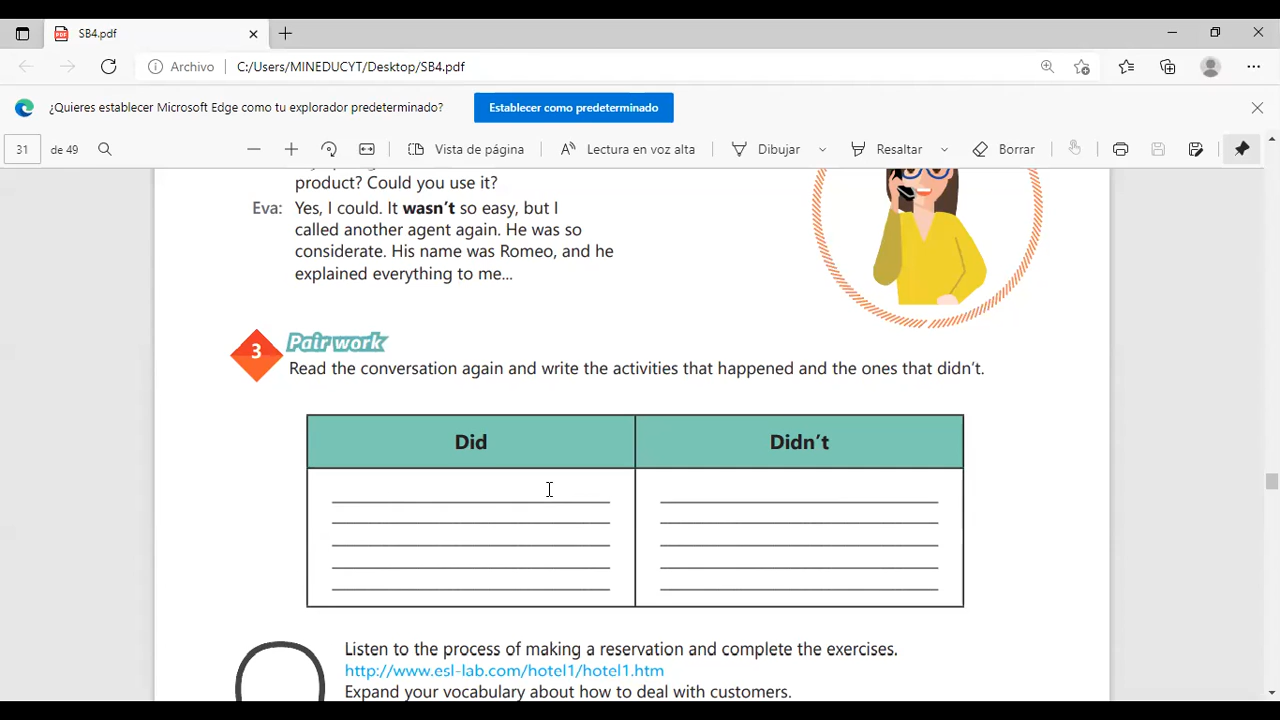 SB4.pdf
Archivo
C:/Users/MINEDUCYT/Desktop/SB4.pdf
¿Quieres establecer Microsoft Edge como tu explorador predeterminado?
Establecer como predeterminado
31
de 49
Vista de página
Lectura en voz alta
Dibujar
Resaltar
Borrar
product? Could you use it?
Eva: Yes, I could. It wasn't so easy, but I
called another agent again. He was so
considerate. His name was Romeo, and he
explained everything to me...
3
Pair work
Read the conversation again and write the activities that happened and the ones that didn't.
Did
Didn't
Listen to the process of making a reservation and complete the exercises.
http://www.esl-lab.com/hotel1/hotel1.htm
Expand your vocabulary about how to deal with customers.